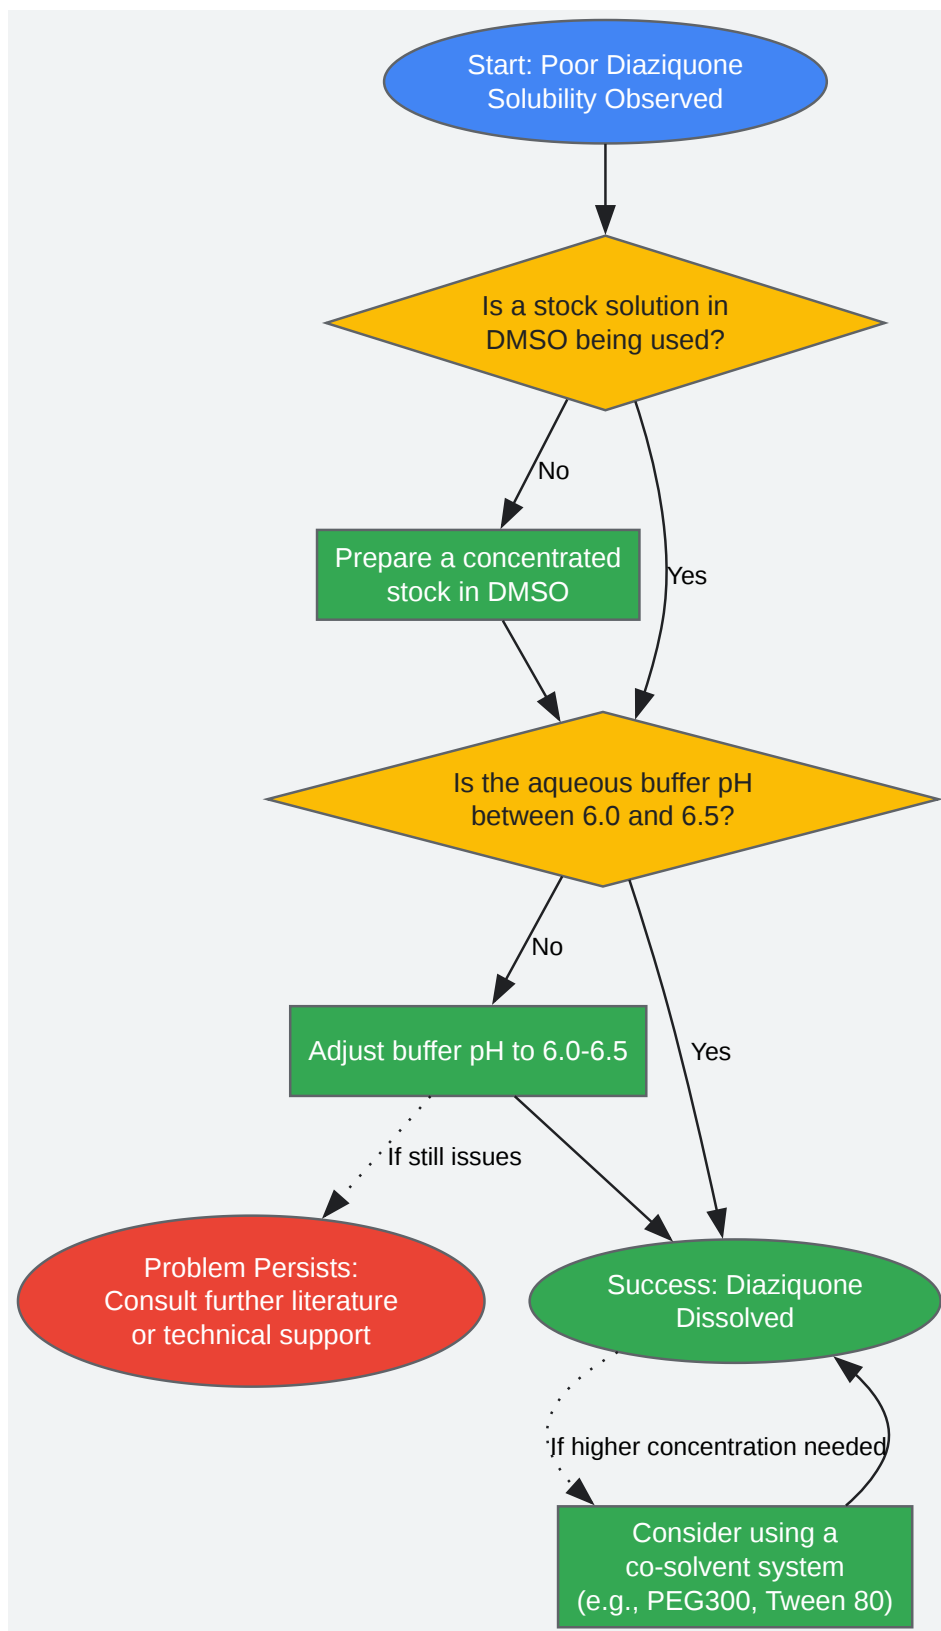 Start: Poor Diaziquone
Solubility Observed
Is a stock solution in
DMSO being used?
No
Prepare a concentrated
stock in DMSO
Yes
Is the aqueous buffer pH
between 6.0 and 6.5?
No
Adjust buffer pH to 6.0-6.5
Yes
If still issues
Problem Persists:
Consult further literature
or technical support
Success: Diaziquone
Dissolved
If higher concentration needed
Consider using a
co-solvent system
(e.g., PEG300, Tween 80)